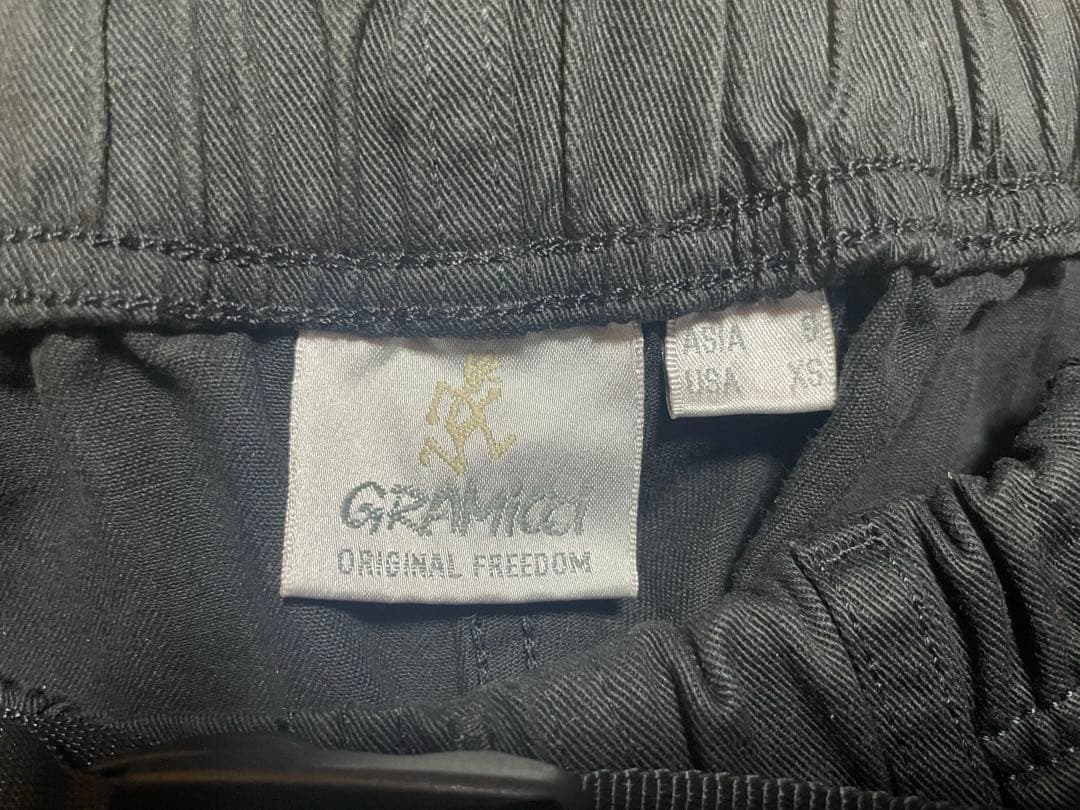 GRAMiCCi
ORIGINAL FREEDOM
ASIA S
USA XS